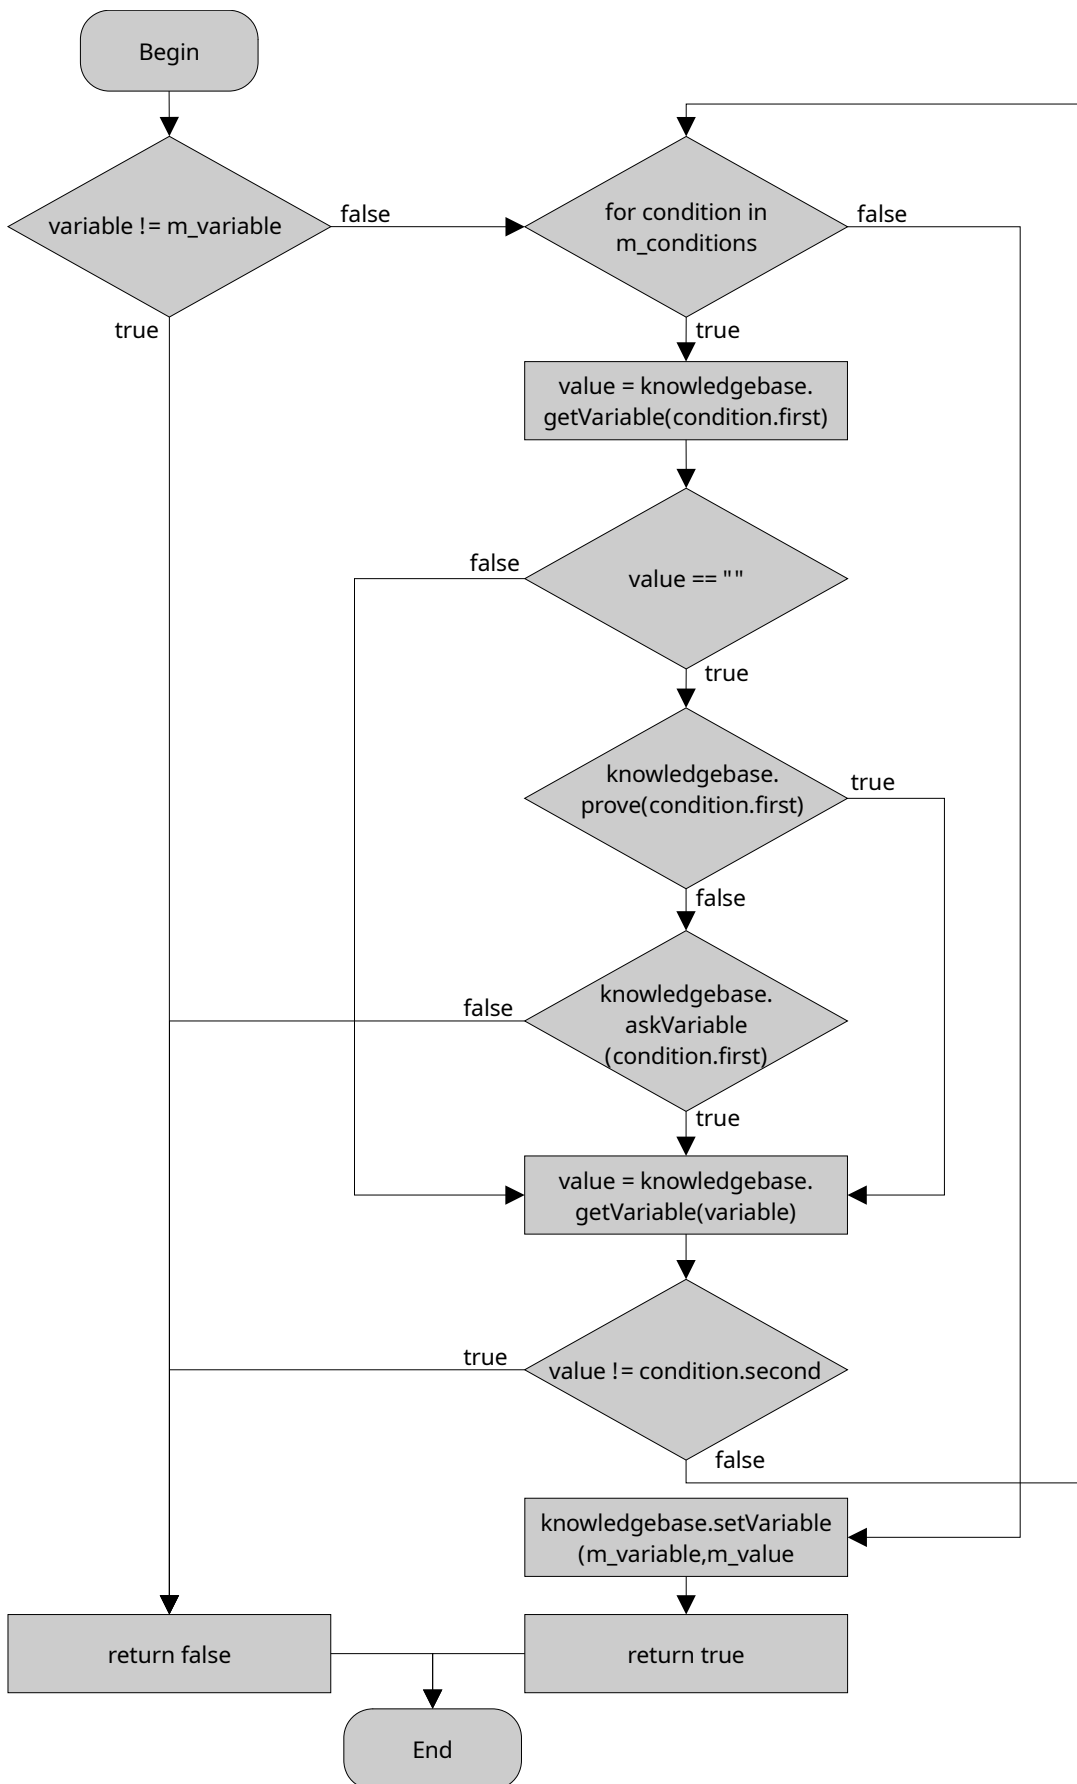 Begin
variable != m_variable
false
for condition in
m_conditions
false
true
true
value = knowledgebase.
getVariable(condition.first)
false
value == ""
true
knowledgebase.
prove(condition.first)
true
false
false
knowledgebase.
askVariable
(condition.first)
true
value = knowledgebase.
getVariable(variable)
true
value != condition.second
false
knowledgebase.setVariable
(m_variable,m_value
return false
return true
End